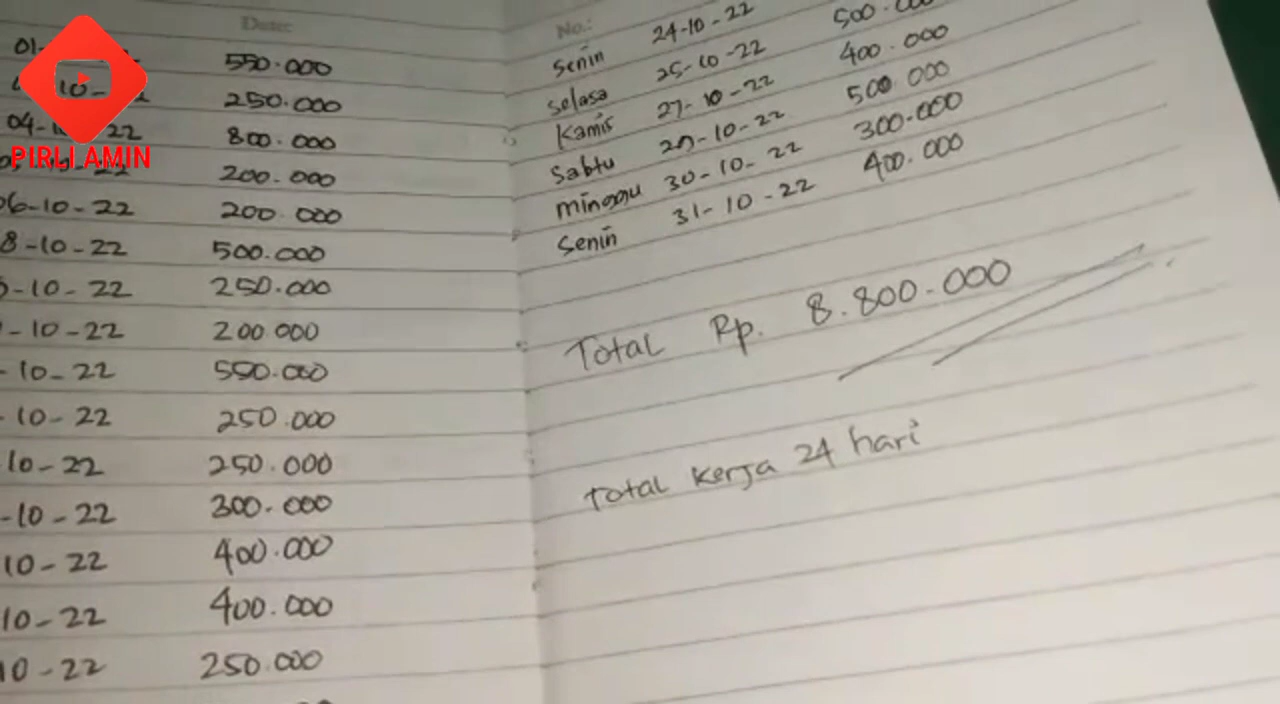 Date:
01- 550.000
10- 250.000
04-10-22 800.000
200.000
06-10-22 200.000
8-10-22 500.000
-10-22 250.000
-10-22 200.000
-10-22 550.000
-10-22 250.000
10-22 250.000
-10-22 300.000
10-22 400.000
10-22 400.000
10-22 250.000
No.:
Senin 24-10-22
Selasa 25-10-22 500.000
Kamis 27-10-22 400.000
Sabtu 29-10-22 500 000
minggu 30-10-22 300.000
Senin 31-10-22 400.000
Total Rp. 8.800.000
Total kerja 24 hari
PIRLI AMIN